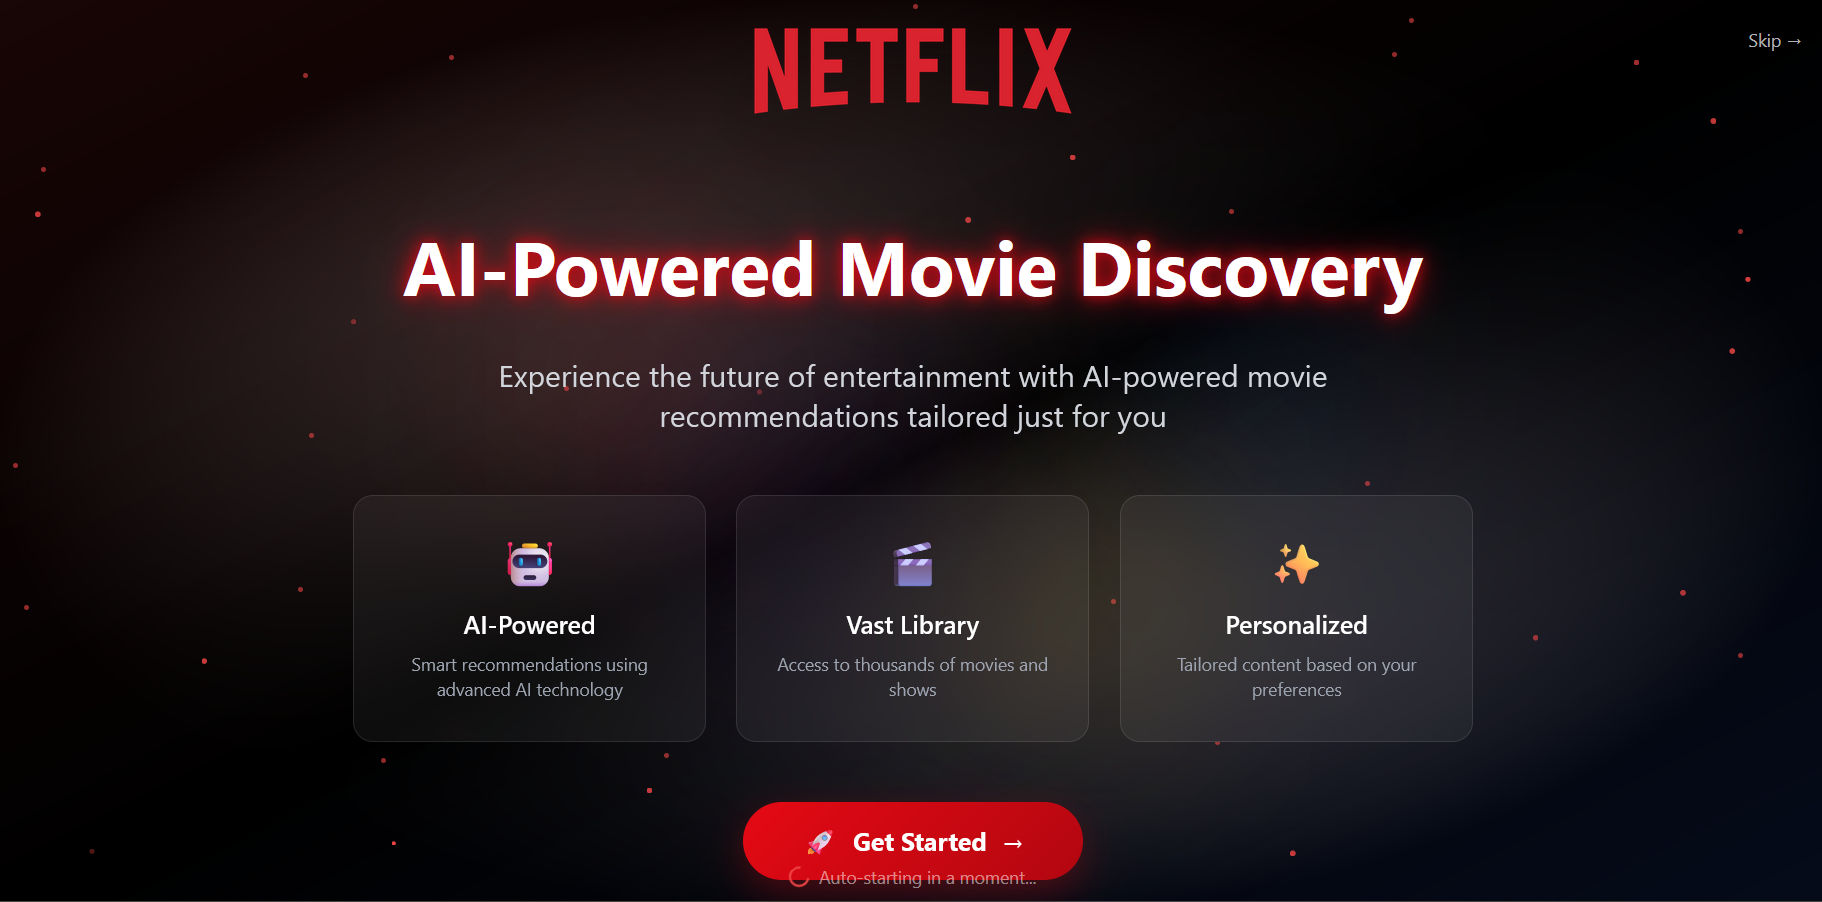 NETFLIX
Skip →
AI-Powered Movie Discovery
Experience the future of entertainment with AI-powered movie
recommendations tailored just for you
AI-Powered
Smart recommendations using
advanced AI technology
Vast Library
Access to thousands of movies and
shows
Personalized
Tailored content based on your
preferences
Get Started →
Auto-starting in a moment...